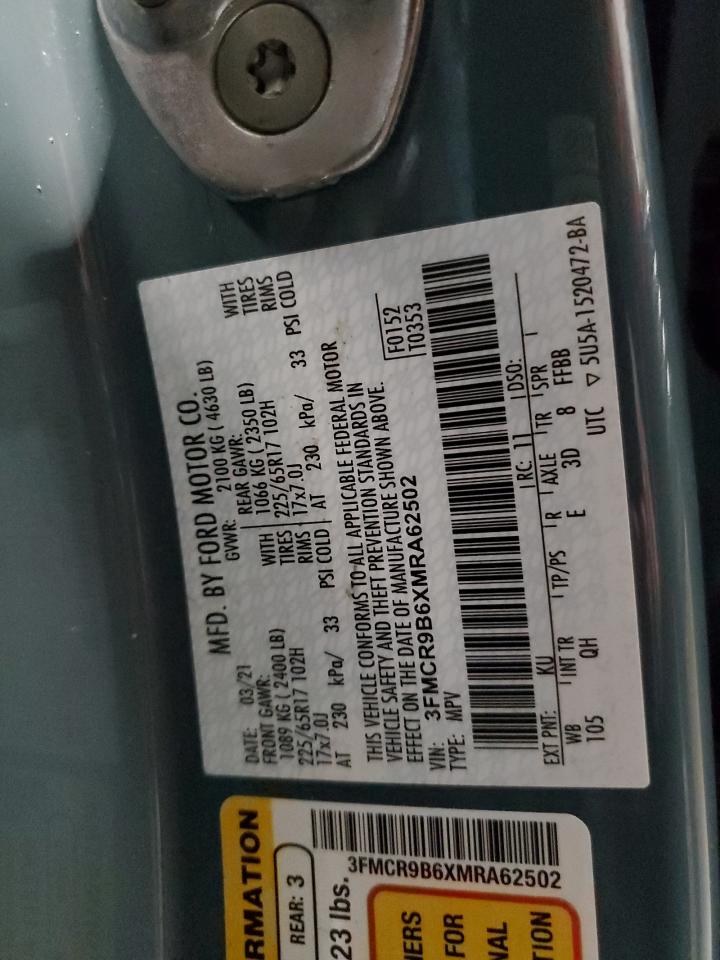 MFD. BY FORD MOTOR CO.
DATE: 03/21 GVWR: 2100 KG ( 4630 LB)
FRONT GAWR: REAR GAWR:
1089 KG ( 2400 LB) WITH 1066 KG ( 2350 LB) WITH
225/65R17 102H TIRES 225/65R17 102H TIRES
17x7.0J RIMS 17x7.0J RIMS
AT 230 kPa/ 33 PSI COLD AT 230 kPa/ 33 PSI COLD
THIS VEHICLE CONFORMS TO ALL APPLICABLE FEDERAL MOTOR
VEHICLE SAFETY AND THEFT PREVENTION STANDARDS IN
EFFECT ON THE DATE OF MANUFACTURE SHOWN ABOVE.
F0152
T0353
VIN: 3FMCR9B6XMRA62502
TYPE: MPV
EXT PNT: KU RC: 11 DSO:
WB INT TR TP/PS R AXLE TR SPR
105 QH E 3D 8 FFBB
UTC ▽ 5U5A-1520472-BA
RMATION
REAR: 3
23 lbs.
3FMCR9B6XMRA62502
NERS
FOR
NAL
TION